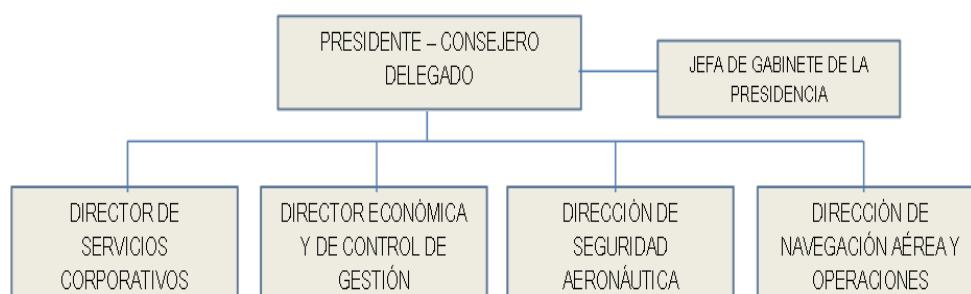 PRESIDENTE – CONSEJERO
DELEGADO
JEFA DE GABINETE DE LA
PRESIDENCIA
DIRECTOR DE
SERVICIOS
CORPORATIVOS
DIRECTOR ECONÓMICA
Y DE CONTROL DE
GESTIÓN
DIRECCIÓN DE
SEGURIDAD
AERONÁUTICA
DIRECCIÓN DE
NAVEGACIÓN AÉREA Y
OPERACIONES